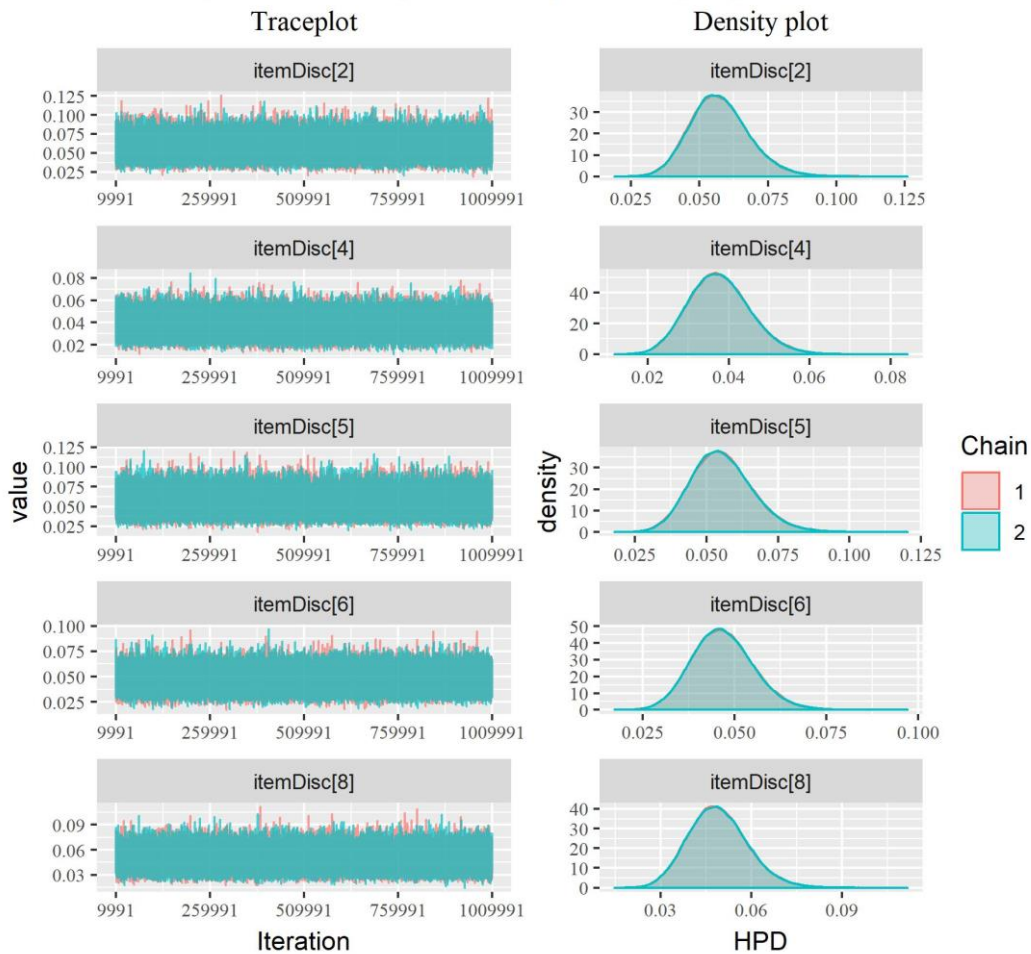 Traceplot
Density plot
itemDisc[2]
itemDisc[2]
0.125
0.100
0.075
0.050
0.025
9991 259991 509991 759991 1009991
30
20
10
0
0.025 0.050 0.075 0.100 0.125
itemDisc[4]
itemDisc[4]
0.08
0.06
0.04
0.02
9991 259991 509991 759991 1009991
40
20
0
0.02 0.04 0.06 0.08
itemDisc[5]
itemDisc[5]
0.125
0.100
0.075
0.050
0.025
9991 259991 509991 759991 1009991
30
20
10
0
0.025 0.050 0.075 0.100 0.125
value
density
Chain
1
2
itemDisc[6]
itemDisc[6]
0.100
0.075
0.050
0.025
9991 259991 509991 759991 1009991
50
40
30
20
10
0
0.025 0.050 0.075 0.100
itemDisc[8]
itemDisc[8]
0.09
0.06
0.03
9991 259991 509991 759991 1009991
40
30
20
10
0
0.03 0.06 0.09
Iteration
HPD